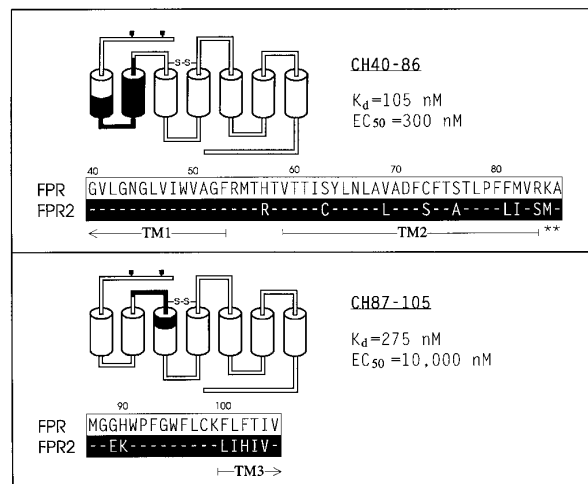 S-S
CH40-86
Kd=105 nM
EC50 =300 nM
40 50 60 70 80
FPR GVLGNGLVIWVAGFRMTHTVTTISYLNLAVADFCFTSTLPFFMVRKA
FPR2 -----------------R-----C-----L---S--A----LI-SM-
TM1 TM2 **
S-S
CH87-105
Kd=275 nM
EC50 =10,000 nM
90 100
FPR MGGHWPFGWFLCKFLFTIV
FPR2 --EK---------LIHIV-
TM3